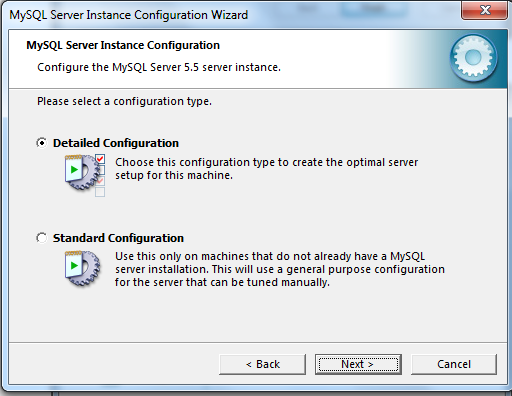 MySQL Server Instance Configuration Wizard
MySQL Server Instance Configuration
Configure the MySQL Server 5.5 server instance.
Please select a configuration type.
Detailed Configuration
Choose this configuration type to create the optimal server
setup for this machine.
Standard Configuration
Use this only on machines that do not already have a MySQL
server installation. This will use a general purpose configuration
for the server that can be tuned manually.
< Back
Next >
Cancel